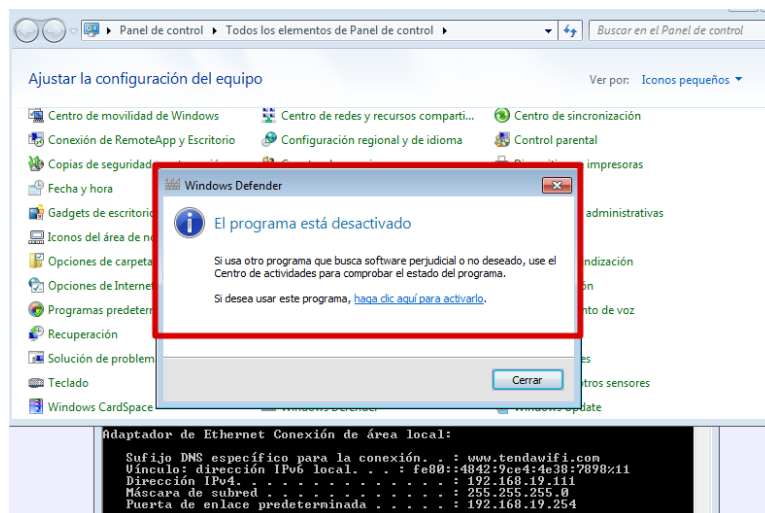 Panel de control
Todos los elementos de Panel de control
Buscar en el Panel de control
Ajustar la configuración del equipo
Ver por: Iconos pequeños
Centro de movilidad de Windows
Centro de redes y recursos comparti...
Centro de sincronización
Conexión de RemoteApp y Escritorio
Configuración regional y de idioma
Control parental
Copias de seguridad
impresoras
Fecha y hora
Windows Defender
Gadgets de escritorio
administrativas
El programa está desactivado
Iconos del área de
Opciones de carpeta
Si usa otro programa que busca software perjudicial o no deseado, use el
Centro de actividades para comprobar el estado del programa.
Opciones de Internet
Si desea usar este programa, haga clic aquí para activarlo.
Programas
to de voz
Recuperación
Solución de
Teclado
Cerrar
sensores
Windows CardSpace
Windows Defender
Windows Update
Adaptador de Ethernet Conexión de área local:
Sufijo DNS específico para la conexión. . : www.tendawifi.com
Vínculo: dirección IPv6 local. . . : fe80::4842:9ce4:4e38:7898%11
Dirección IPv4. . . . . . . . . . . . . . : 192.168.19.111
Máscara de subred . . . . . . . . . . . . : 255.255.255.0
Puerta de enlace predeterminada . . . . . : 192.168.19.254